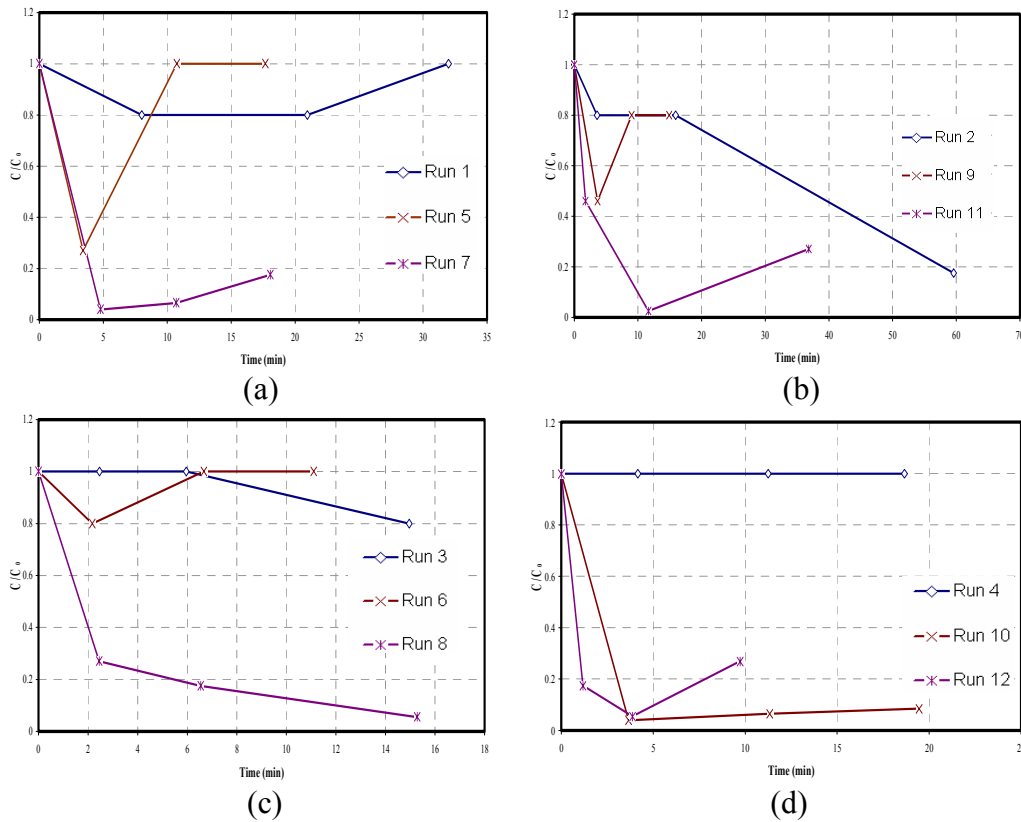 1.2
1
0.8
0.6
0.4
0.2
0
C / C o
Run 1
Run 5
Run 7
0 5 10 15 20 25 30 35
Time (min)
(a)
1.2
1
0.8
0.6
0.4
0.2
0
C / C o
Run 2
Run 9
Run 11
0 10 20 30 40 50 60 70
Time (min)
(b)
1.2
1
0.8
0.6
0.4
0.2
0
C / C o
Run 3
Run 6
Run 8
0 2 4 6 8 10 12 14 16 18
Time (min)
(c)
1.2
1
0.8
0.6
0.4
0.2
0
C / C o
Run 4
Run 10
Run 12
0 5 10 15 20
Time (min)
(d)